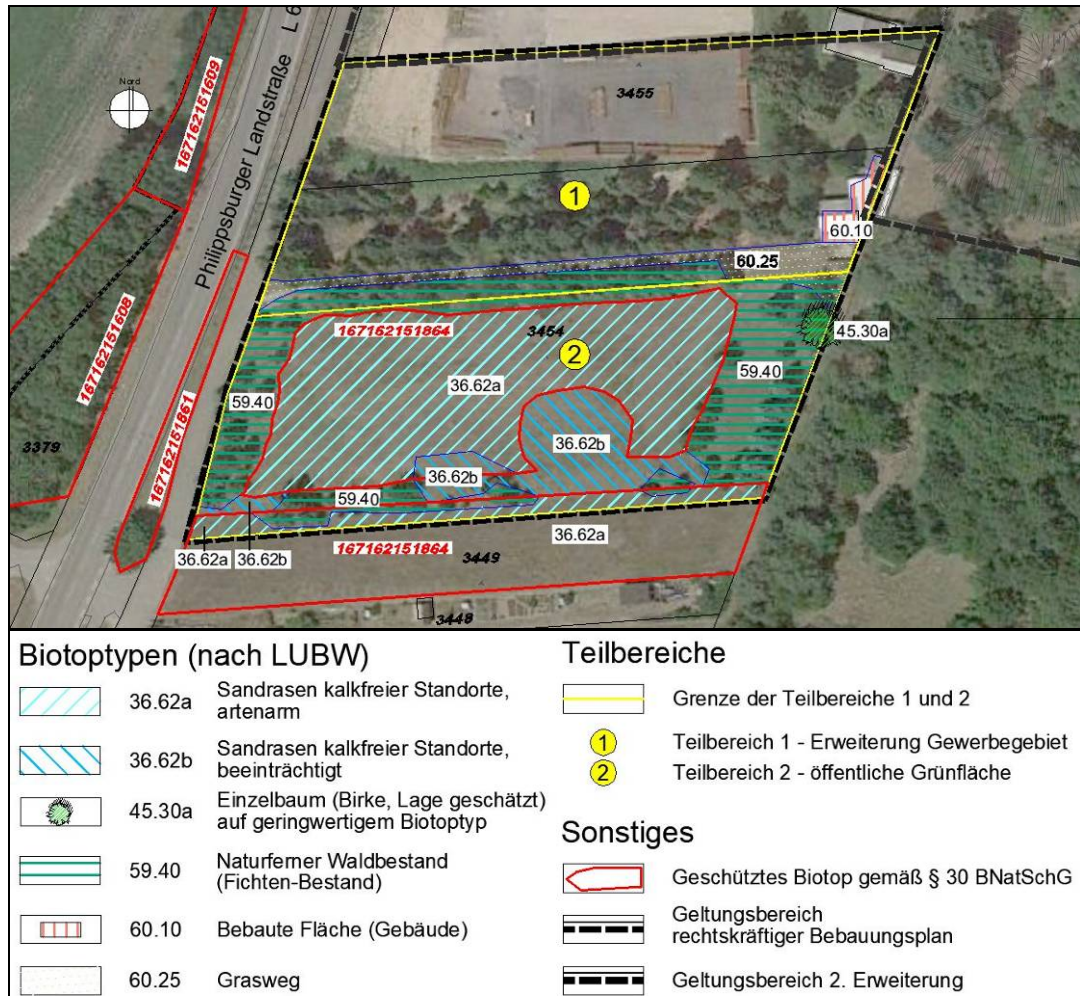 L 6
Nord
167162151609
Philippsburger Landstraße
3455
1
60.10
60.25
167162151864
3454
2
45.30a
167162151608
36.62a
59.40
59.40
167162151861
3379
36.62b
36.62b
59.40
36.62a
36.62b
167162151864
3449
36.62a
3448
Biotoptypen (nach LUBW)
36.62a Sandrasen kalkfreier Standorte,
artenarm
36.62b Sandrasen kalkfreier Standorte,
beeinträchtigt
45.30a Einzelbaum (Birke, Lage geschätzt)
auf geringwertigem Biotoptyp
59.40 Naturferner Waldbestand
(Fichten-Bestand)
60.10 Bebaute Fläche (Gebäude)
60.25 Grasweg
Teilbereiche
Grenze der Teilbereiche 1 und 2
1 Teilbereich 1 - Erweiterung Gewerbegebiet
2 Teilbereich 2 - öffentliche Grünfläche
Sonstiges
Geschütztes Biotop gemäß § 30 BNatSchG
Geltungsbereich
rechtskräftiger Bebauungsplan
Geltungsbereich 2. Erweiterung